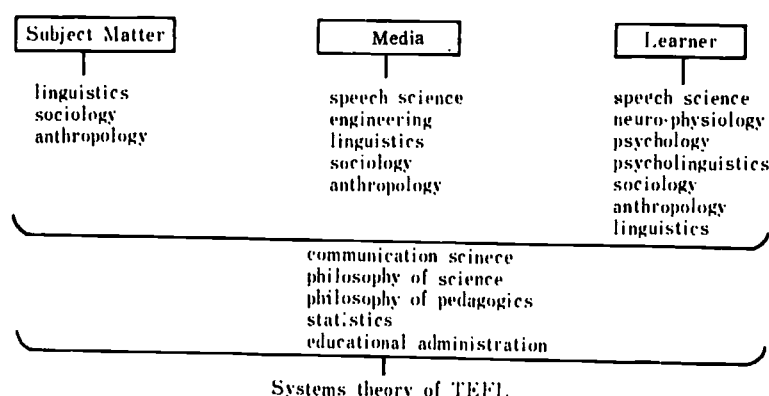 Subject Matter
linguistics
sociology
anthropology
Media
speech science
engineering
linguistics
sociology
anthropology
Learner
speech science
neuro-physiology
psychology
psycholinguistics
sociology
anthropology
linguistics
communication scinece
philosophy of science
philosophy of pedagogics
statistics
educational administration
Systems theory of TEFL